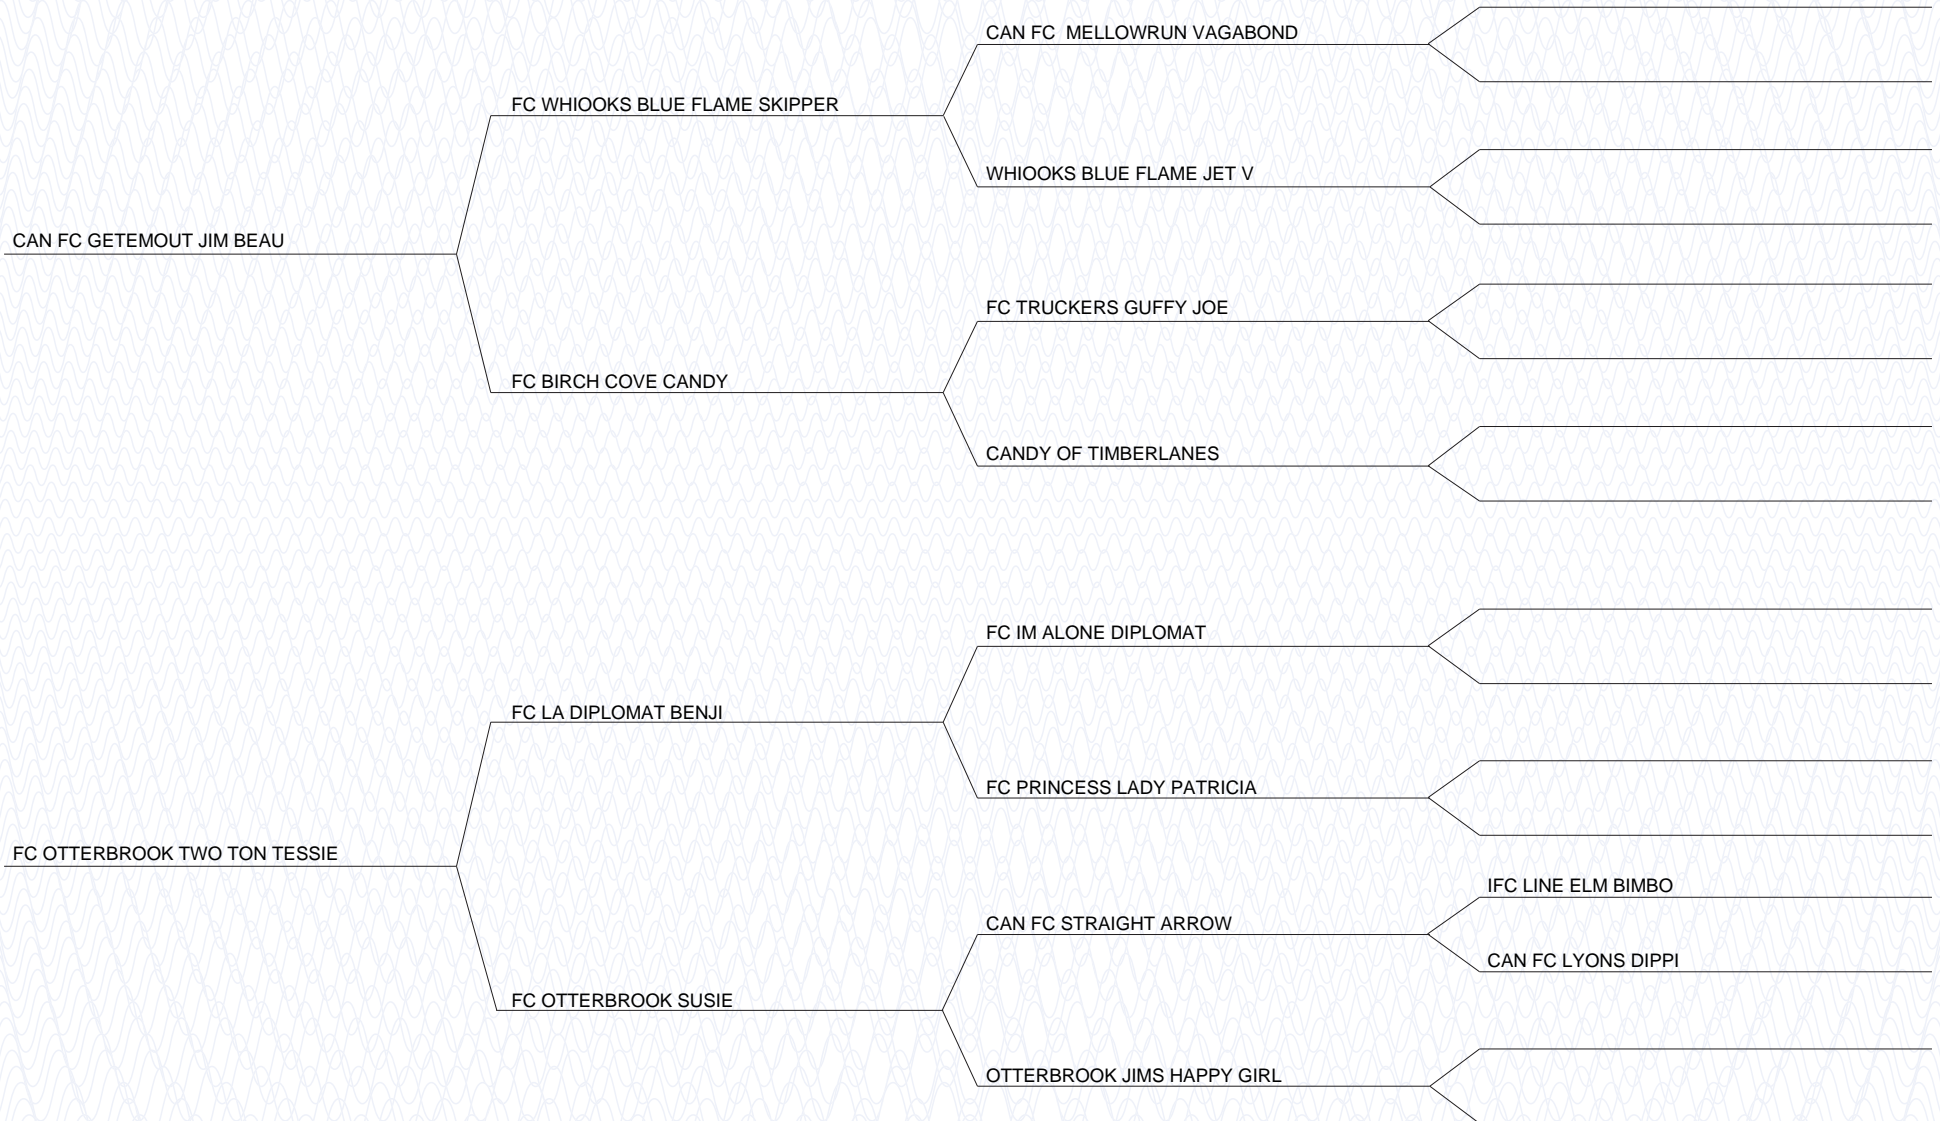 CAN FC  MELLOWRUN VAGABOND
FC WHIOOKS BLUE FLAME SKIPPER
WHIOOKS BLUE FLAME JET V
CAN FC GETEMOUT JIM BEAU
FC TRUCKERS GUFFY JOE
FC BIRCH COVE CANDY
CANDY OF TIMBERLANES
FC IM ALONE DIPLOMAT
FC LA DIPLOMAT BENJI
FC PRINCESS LADY PATRICIA
FC OTTERBROOK TWO TON TESSIE
IFC LINE ELM BIMBO
CAN FC STRAIGHT ARROW
CAN FC LYONS DIPPI
FC OTTERBROOK SUSIE
OTTERBROOK JIMS HAPPY GIRL